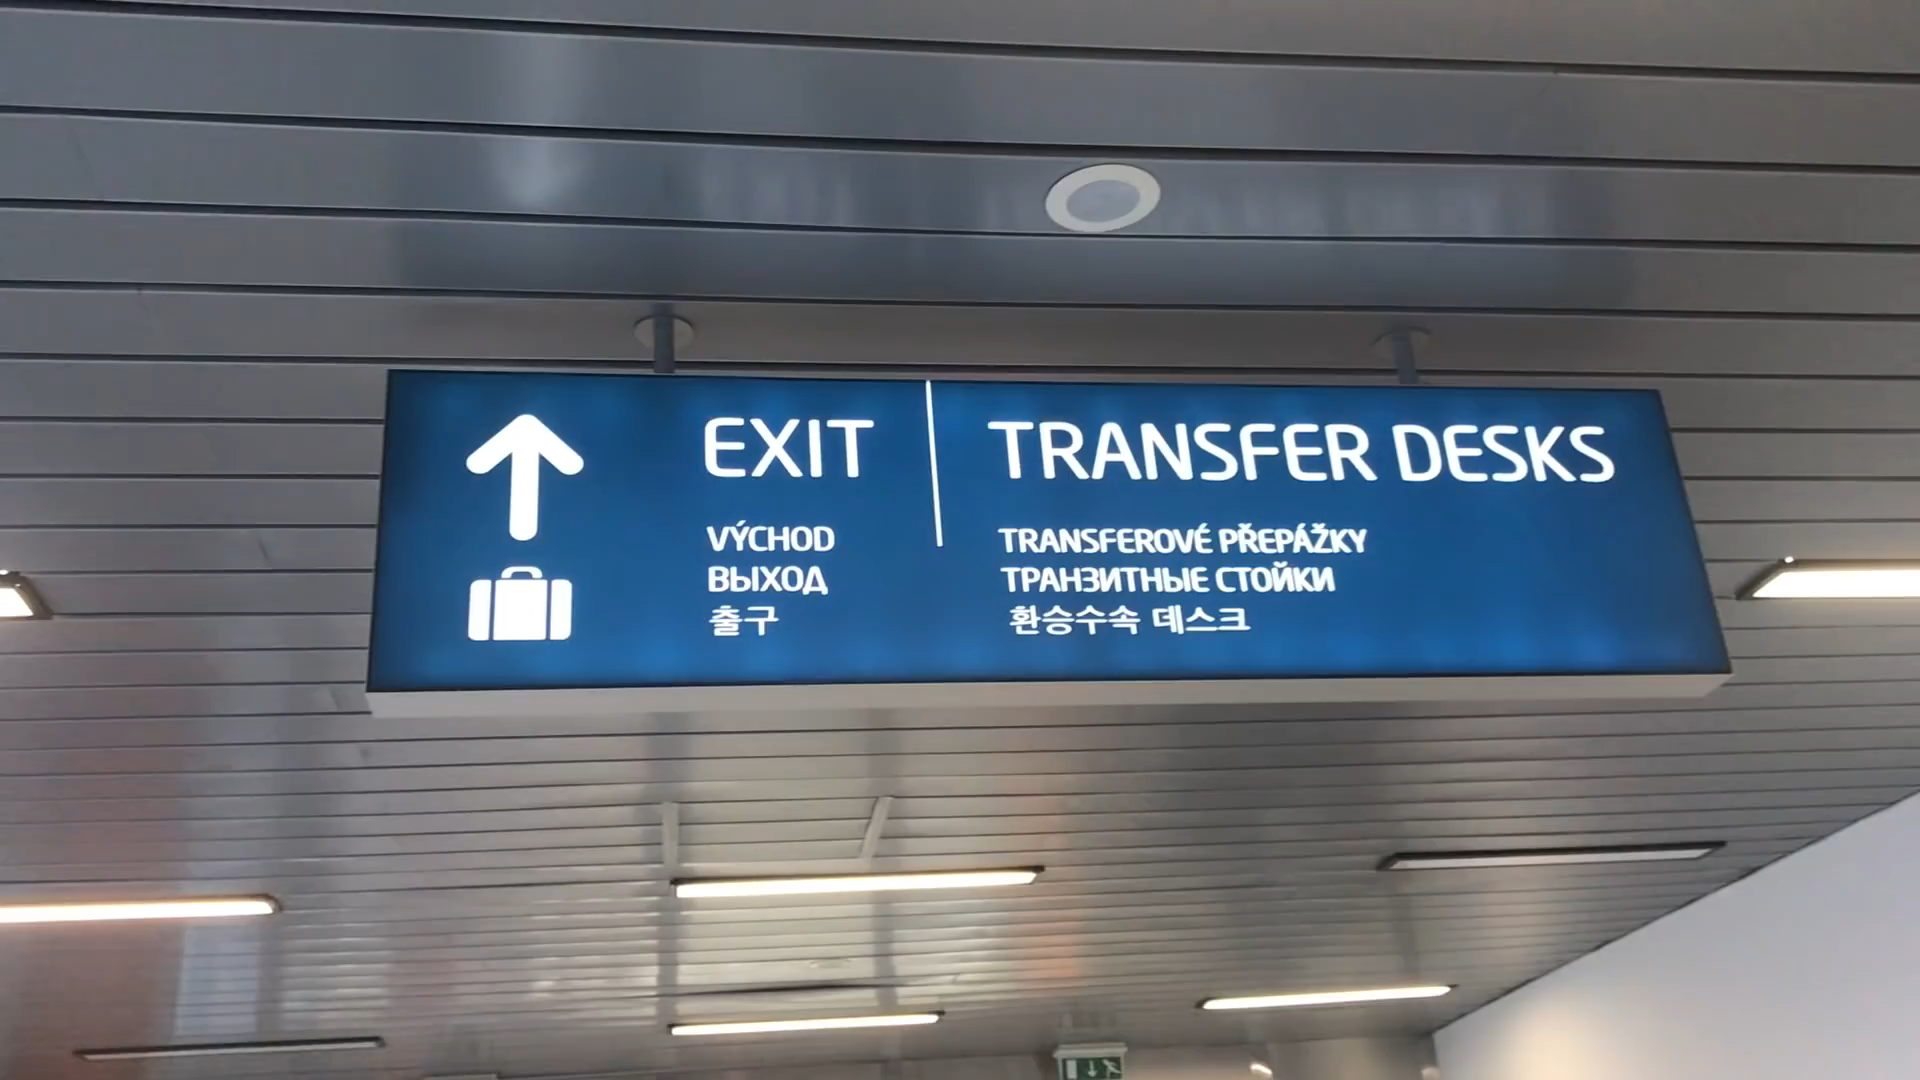 EXIT
VÝCHOD
ВЫХОД
출구
TRANSFER DESKS
TRANSFEROVÉ PŘEPÁŽKY
ТРАНЗИТНЫЕ СТОЙКИ
환승수속 데스크